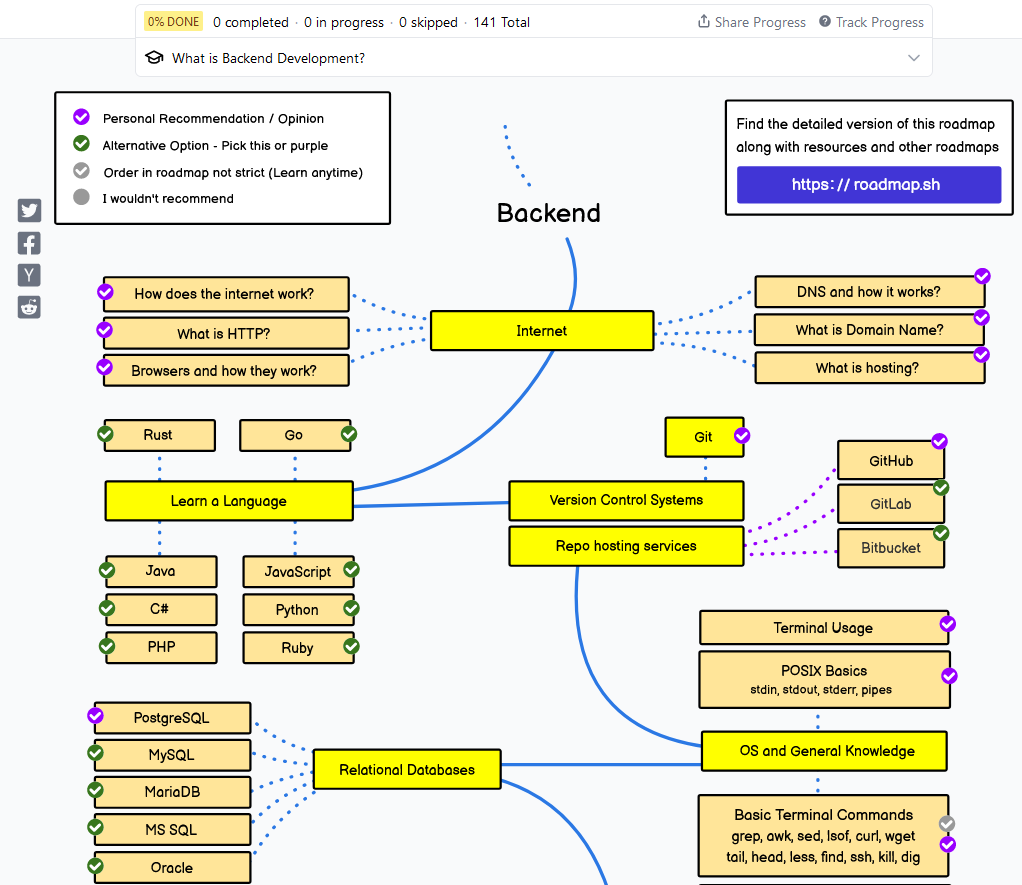 0% DONE 0 completed · 0 in progress · 0 skipped · 141 Total
Share Progress
Track Progress
What is Backend Development?
Personal Recommendation / Opinion
Alternative Option - Pick this or purple
Order in roadmap not strict (Learn anytime)
I wouldn't recommend
Find the detailed version of this roadmap
along with resources and other roadmaps
https://roadmap.sh
Y
Backend
How does the internet work?
What is HTTP?
Browsers and how they work?
Internet
DNS and how it works?
What is Domain Name?
What is hosting?
Rust
Go
Learn a Language
Java
JavaScript
C#
Python
PHP
Ruby
Git
Version Control Systems
Repo hosting services
GitHub
GitLab
Bitbucket
Terminal Usage
POSIX Basics
stdin, stdout, stderr, pipes
OS and General Knowledge
Basic Terminal Commands
grep, awk, sed, lsof, curl, wget
tail, head, less, find, ssh, kill, dig
Relational Databases
PostgreSQL
MySQL
MariaDB
MS SQL
Oracle